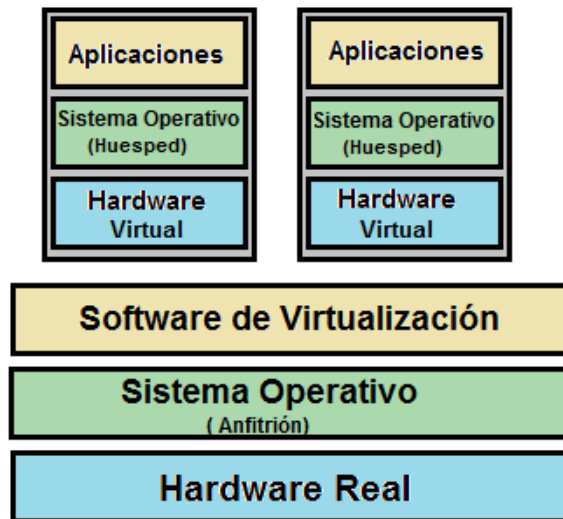 Aplicaciones
Sistema Operativo
(Huesped)
Hardware
Virtual
Aplicaciones
Sistema Operativo
(Huesped)
Hardware
Virtual
Software de Virtualización
Sistema Operativo
( Anfitrión)
Hardware Real